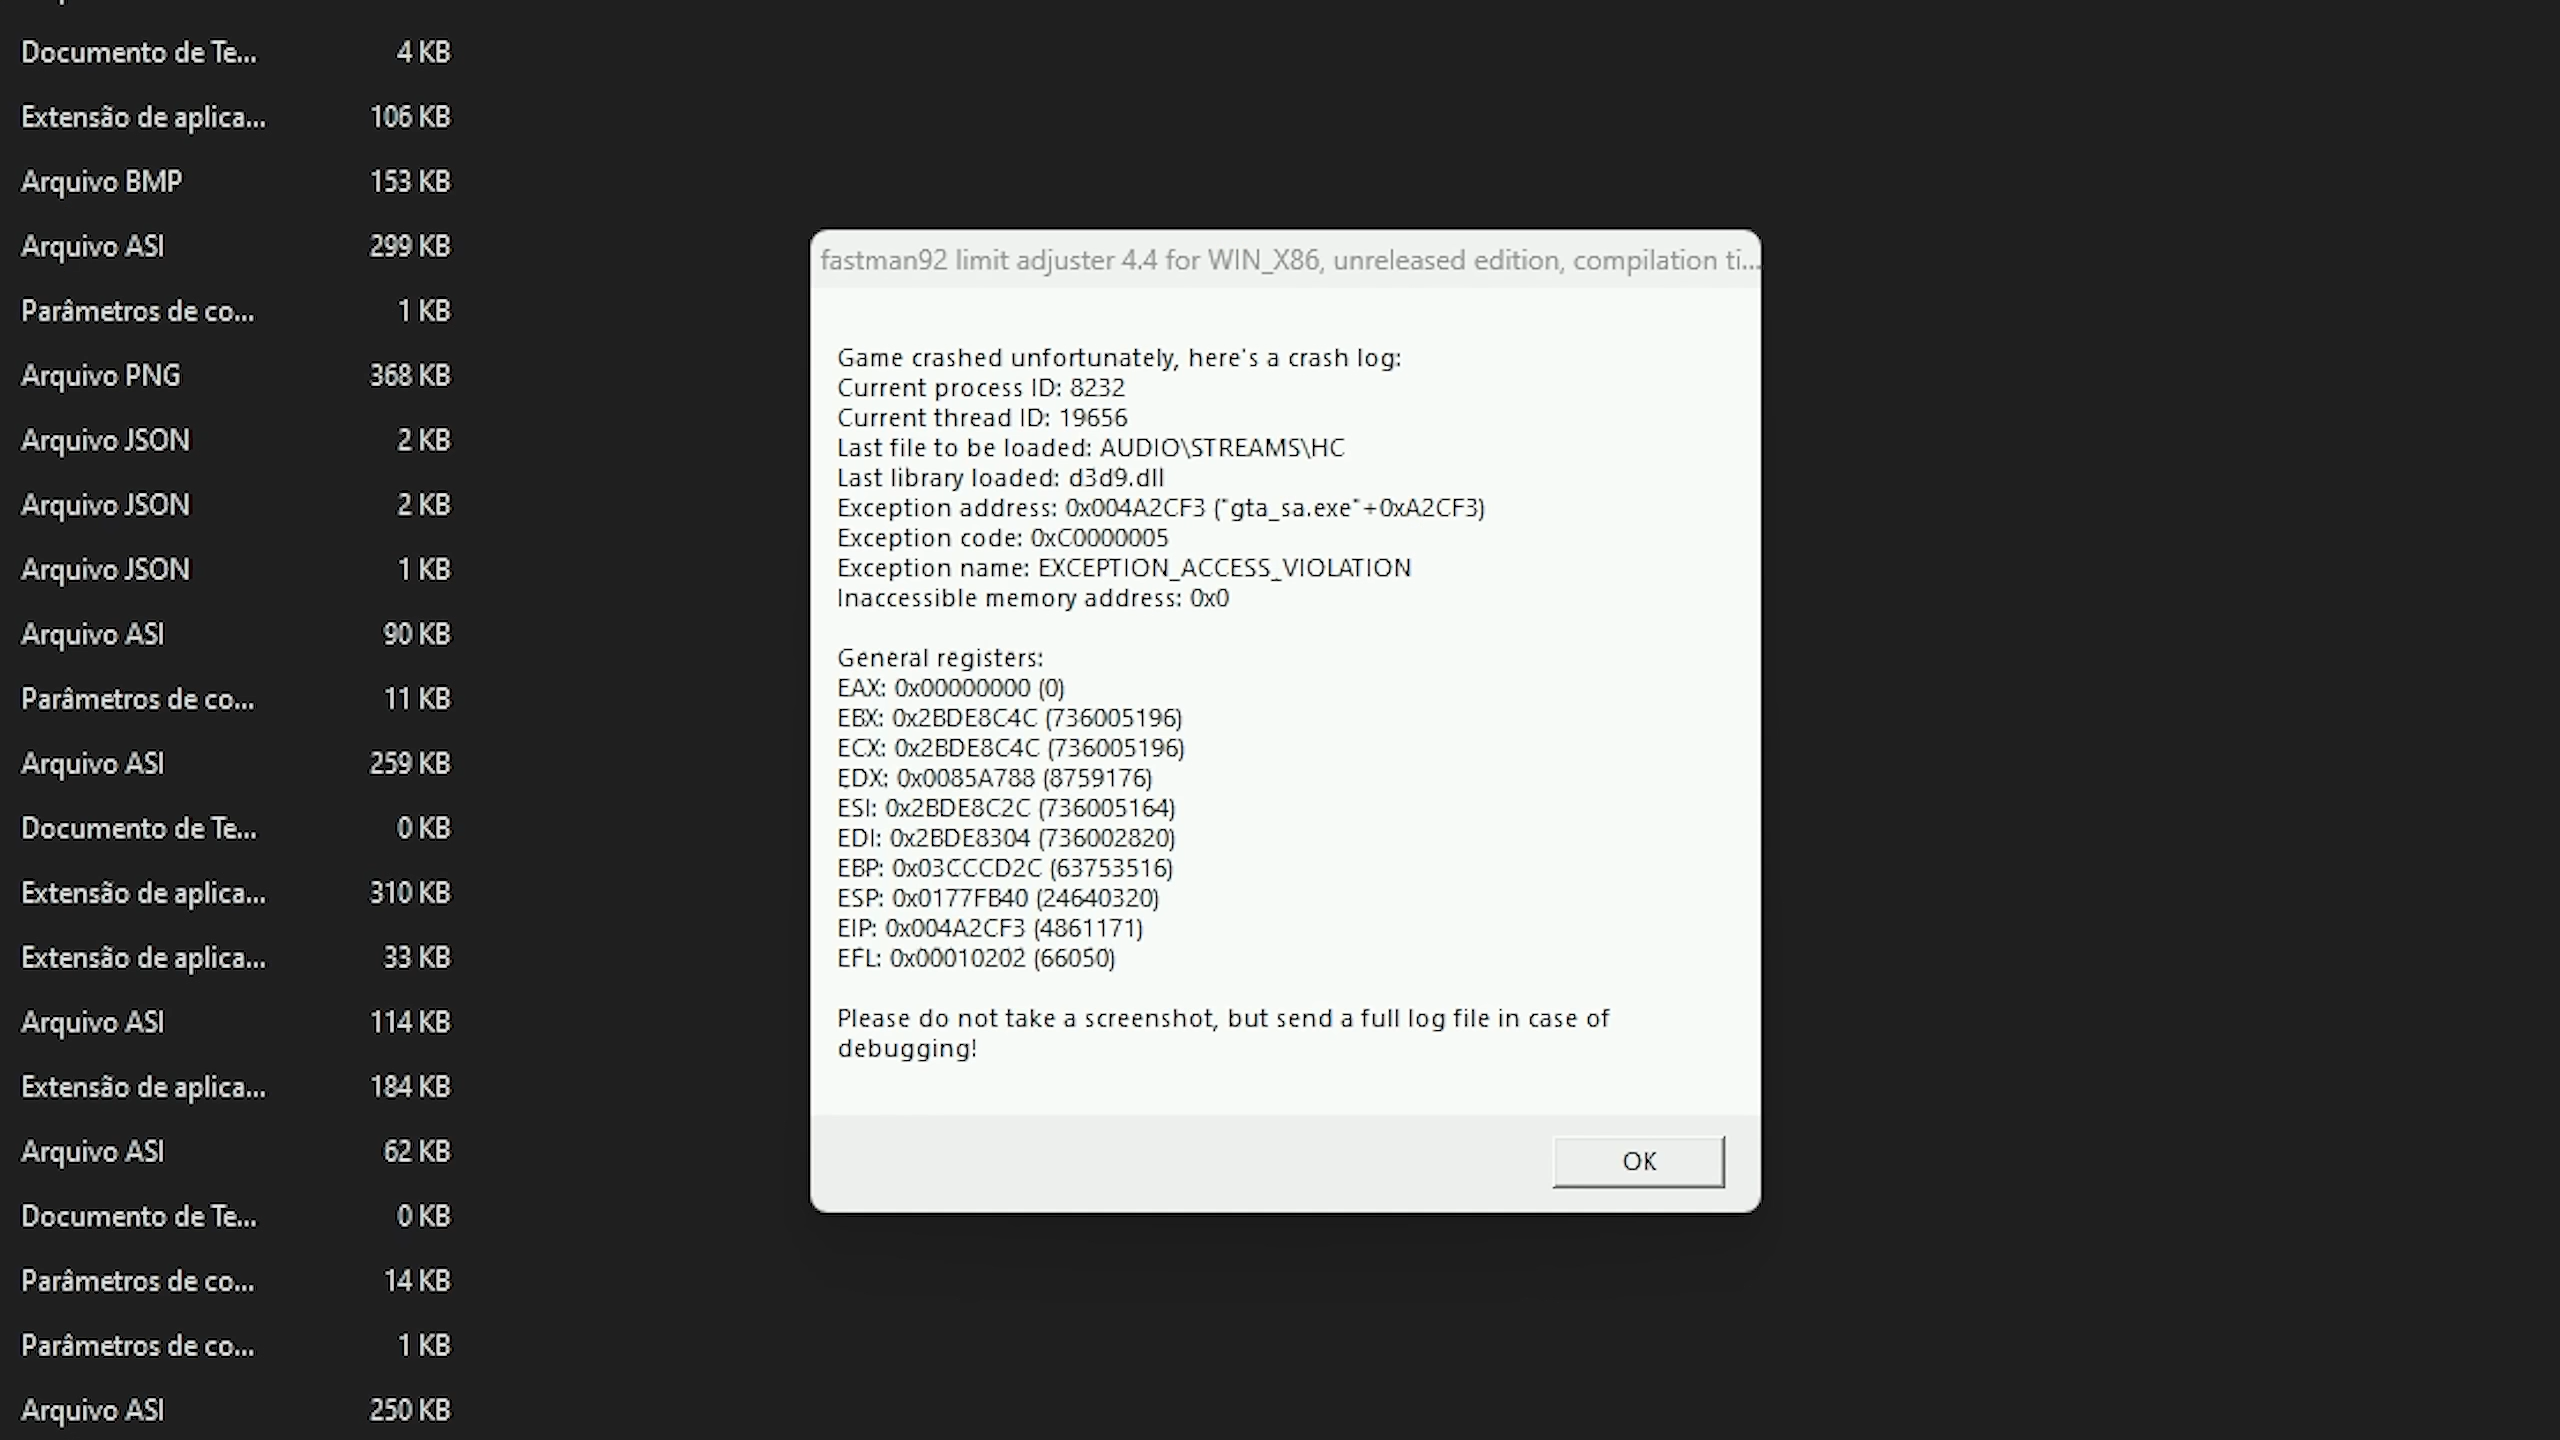 Documento de Te... 4 KB
Extensão de aplica... 106 KB
Arquivo BMP 153 KB
Arquivo ASI 299 KB
Parâmetros de co... 1 KB
Arquivo PNG 368 KB
Arquivo JSON 2 KB
Arquivo JSON 2 KB
Arquivo JSON 1 KB
Arquivo ASI 90 KB
Parâmetros de co... 11 KB
Arquivo ASI 259 KB
Documento de Te... 0 KB
Extensão de aplica... 310 KB
Extensão de aplica... 33 KB
Arquivo ASI 114 KB
Extensão de aplica... 184 KB
Arquivo ASI 62 KB
Documento de Te... 0 KB
Parâmetros de co... 14 KB
Parâmetros de co... 1 KB
Arquivo ASI 250 KB
fastman92 limit adjuster 4.4 for WIN_X86, unreleased edition, compilation ti...
Game crashed unfortunately, here's a crash log:
Current process ID: 8232
Current thread ID: 19656
Last file to be loaded: AUDIO\STREAMS\HC
Last library loaded: d3d9.dll
Exception address: 0x004A2CF3 ("gta_sa.exe"+0xA2CF3)
Exception code: 0xC0000005
Exception name: EXCEPTION_ACCESS_VIOLATION
Inaccessible memory address: 0x0
General registers:
EAX: 0x00000000 (0)
EBX: 0x2BDE8C4C (736005196)
ECX: 0x2BDE8C4C (736005196)
EDX: 0x0085A788 (8759176)
ESI: 0x2BDE8C2C (736005164)
EDI: 0x2BDE8304 (736002820)
EBP: 0x03CCCD2C (63753516)
ESP: 0x0177FB40 (24640320)
EIP: 0x004A2CF3 (4861171)
EFL: 0x00010202 (66050)
Please do not take a screenshot, but send a full log file in case of
debugging!
OK